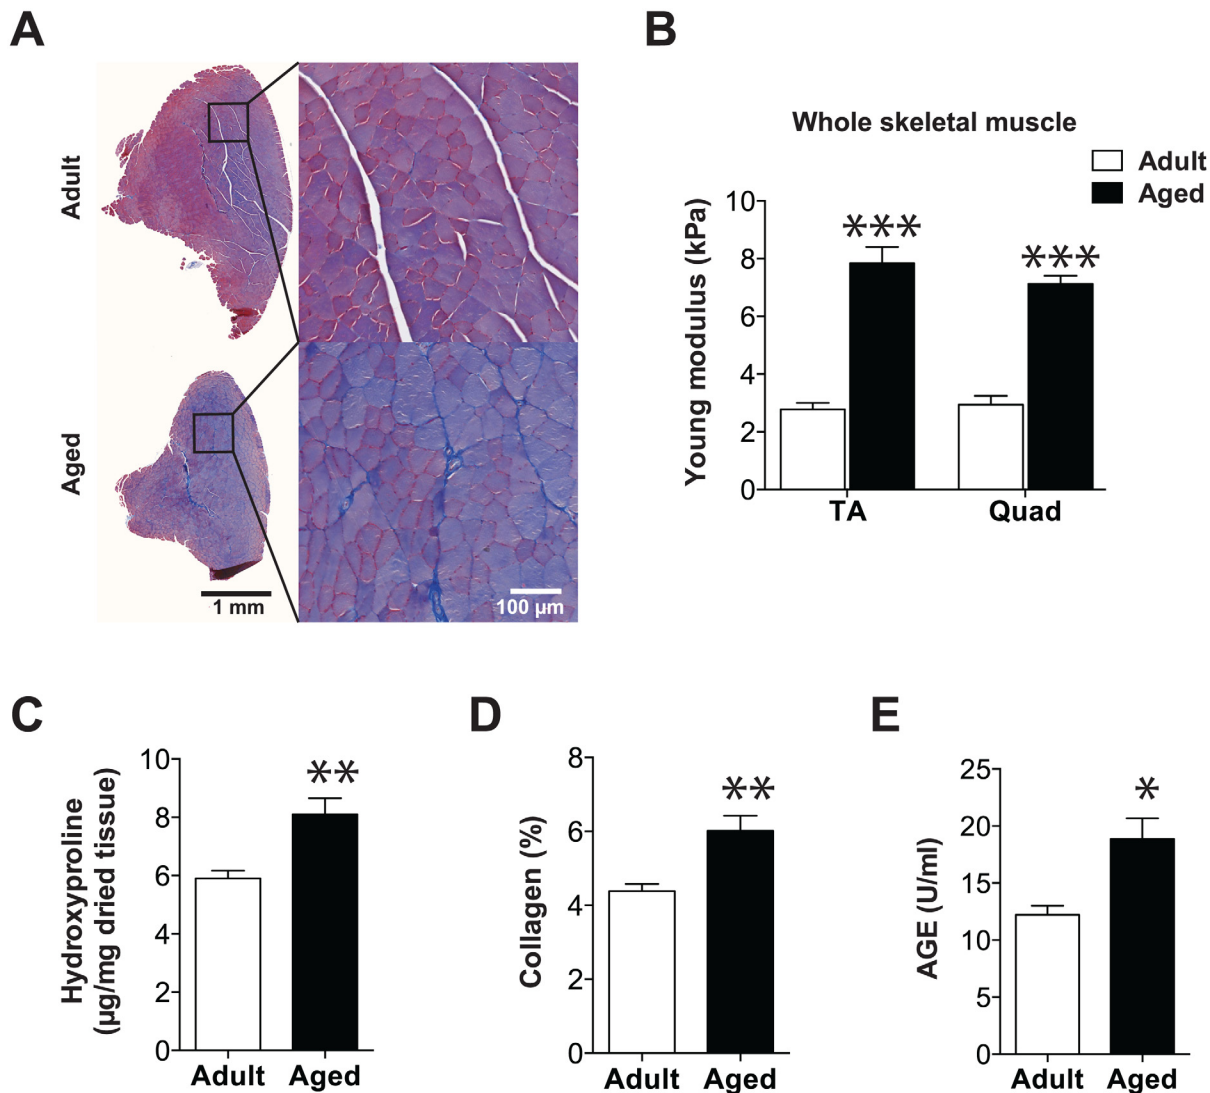 A
Adult
Aged
1 mm
100 µm
B
Whole skeletal muscle
Adult
Aged
Young modulus (kPa)
10
8
6
4
2
0
***
***
TA
Quad
C
Hydroxyproline
(µg/mg dried tissue)
10
8
6
4
2
0
**
Adult
Aged
D
Collagen (%)
8
6
4
2
0
**
Adult
Aged
E
AGE (U/ml)
25
20
15
10
5
0
*
Adult
Aged